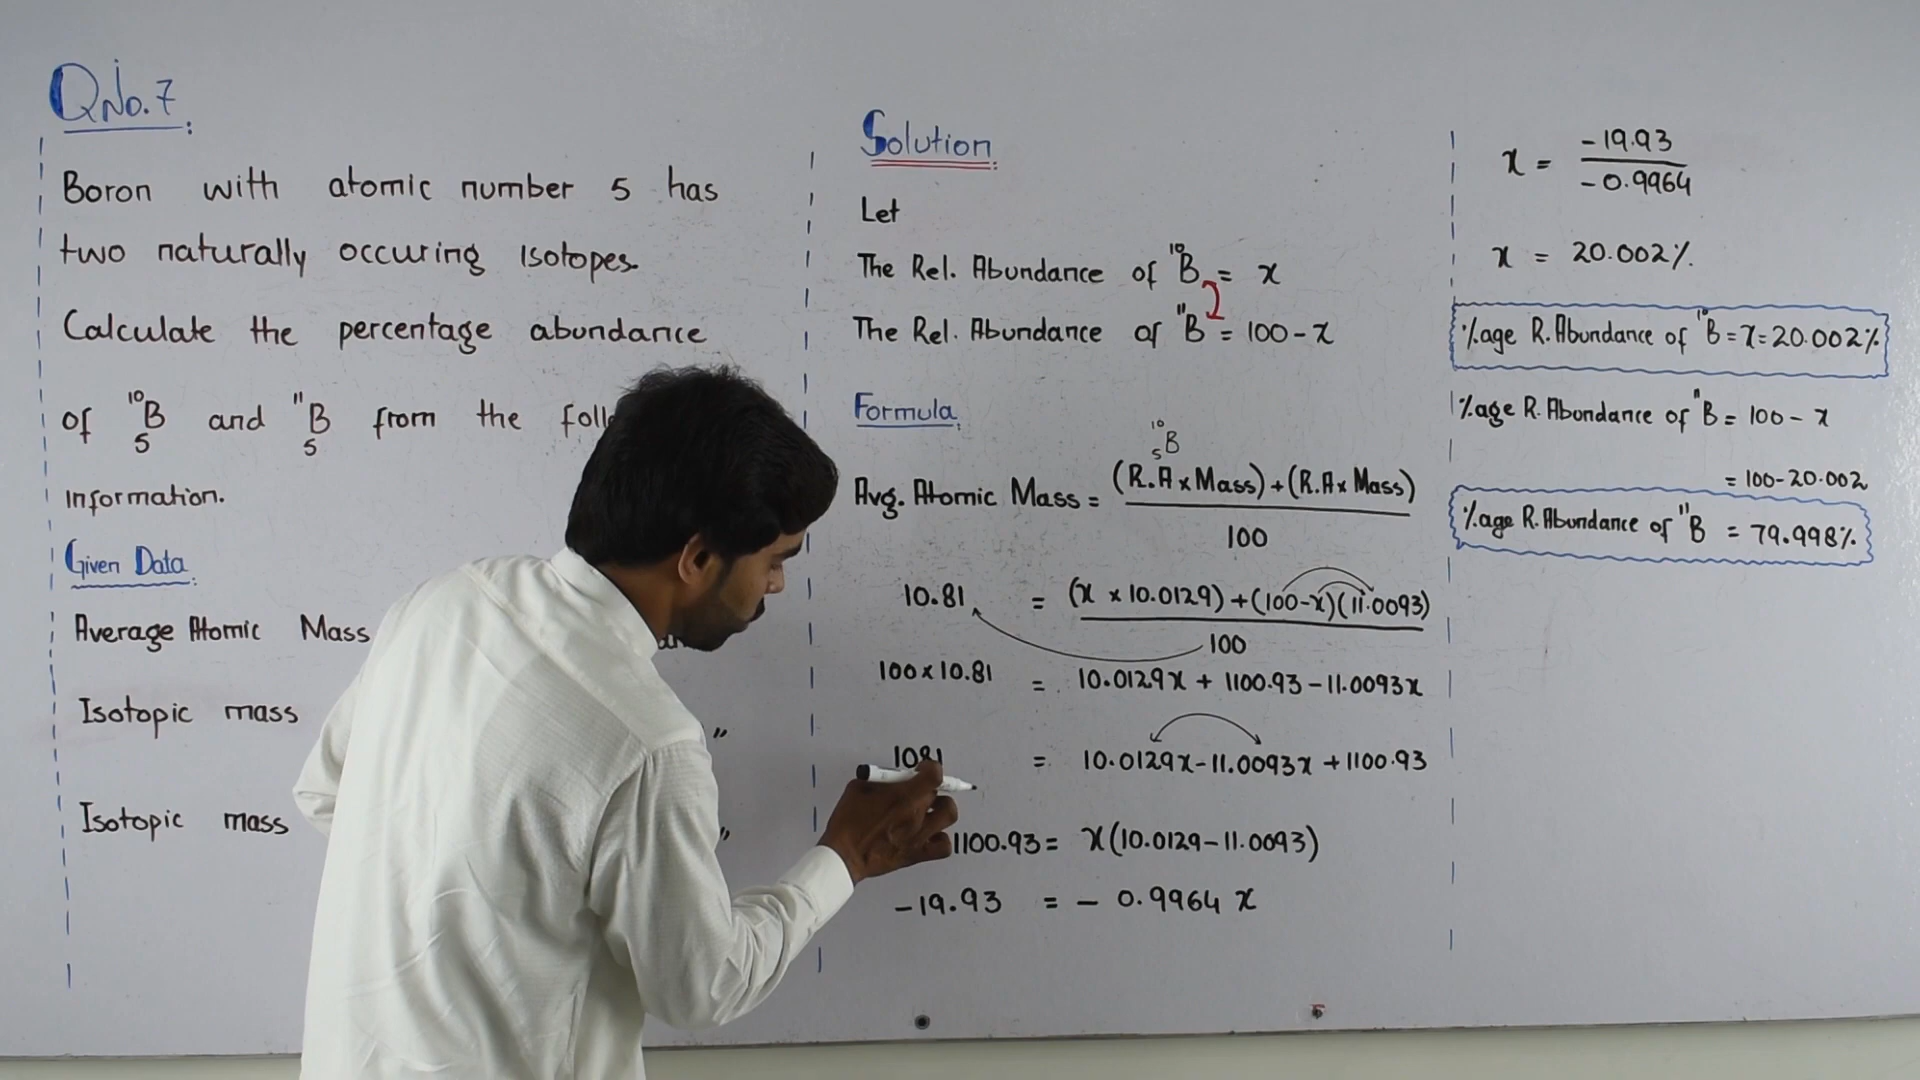 Q No.7
Boron with atomic number 5 has
two naturally occuring Isotopes.
Calculate the percentage abundance
of ¹⁰₅B and ¹¹₅B from the
Information.
Given Data
Average Atomic Mass
Isotopic mass "
Isotopic mass "
Solution
Let
The Rel. Abundance of ¹⁰B = x
The Rel. Abundance of ¹¹B = 100 - x
Formula
¹⁰₅B
Avg. Atomic Mass = (R.A x Mass) + (R.A x Mass)
100
10.81 = (x x 10.0129) + (100-x)(11.0093)
100
100 x 10.81 = 10.0129x + 1100.93 - 11.0093x
1081 = 10.0129x - 11.0093x + 1100.93
1100.93 = x(10.0129 - 11.0093)
-19.93 = - 0.9964 x
x = -19.93
-0.9964
x = 20.002%
%age R.Abundance of ¹⁰B = x = 20.002%
%age R.Abundance of ¹¹B = 100 - x
= 100 - 20.002
%age R.Abundance of ¹¹B = 79.998%